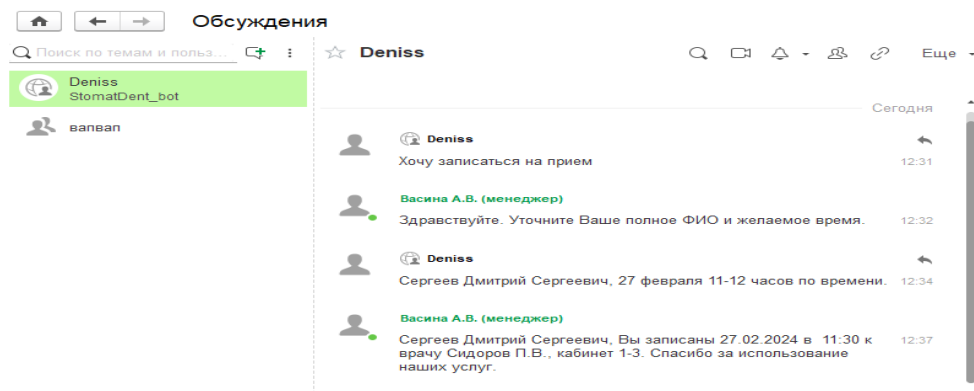 Обсуждения
Поиск по темам и польз...
Deniss
StomatDent_bot
вапвап
Deniss
Еще
Сегодня
Deniss
Хочу записаться на прием
12:31
Васина А.В. (менеджер)
Здравствуйте. Уточните Ваше полное ФИО и желаемое время.
12:32
Deniss
Сергеев Дмитрий Сергеевич, 27 февраля 11-12 часов по времени.
12:34
Васина А.В. (менеджер)
Сергеев Дмитрий Сергеевич, Вы записаны 27.02.2024 в 11:30 к
12:37
врачу Сидоров П.В., кабинет 1-3. Спасибо за использование
наших услуг.